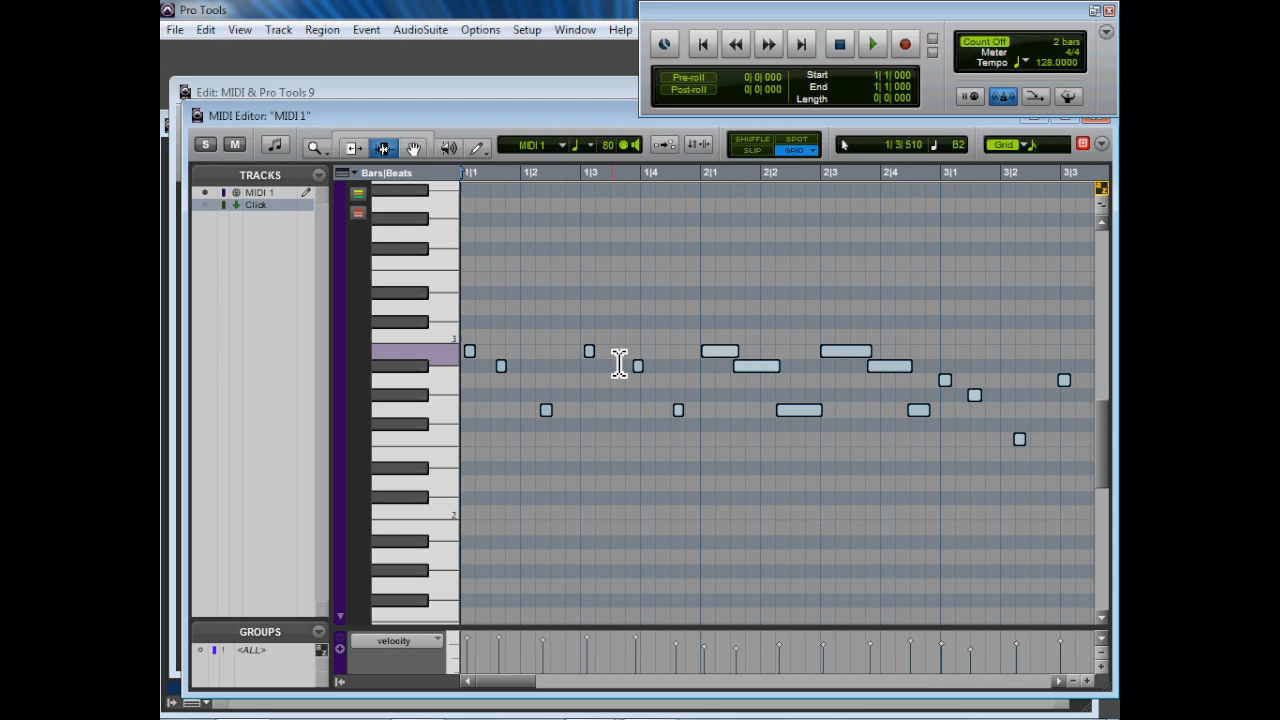 Pro Tools
File Edit View Track Region Event AudioSuite Options Setup Window Help
Count Off 2 bars
Meter 4/4
Tempo 128.0000
Pre-roll 0| 0| 000
Post-roll 0| 0| 000
Start 1| 1| 000
End 1| 1| 000
Length 0| 0| 000
Edit: MIDI & Pro Tools 9
MIDI Editor: "MIDI 1"
S M
MIDI 1 80
SHUFFLE SPOT
SLIP GRID
1| 3| 510 B2
Grid
TRACKS
MIDI 1
Click
Bars|Beats
1|1 1|2 1|3 1|4 2|1 2|2 2|3 2|4 3|1 3|2 3|3
a
z
3
2
GROUPS
! <ALL>
a
z
velocity